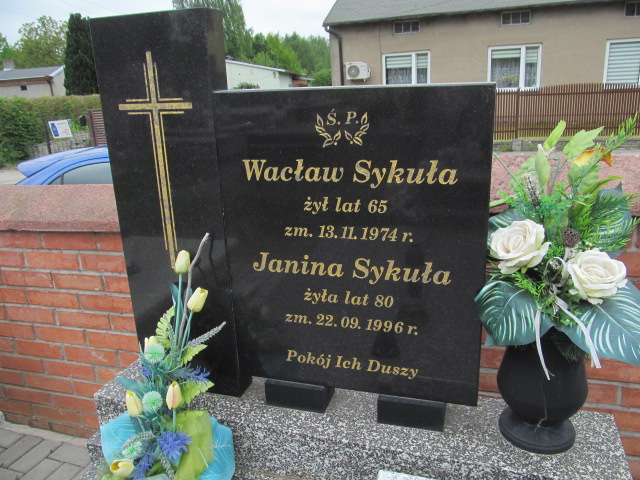 Ś.P.
Wacław Sykuła
żył lat 65
zm. 13.11.1974 r.
Janina Sykuła
żyła lat 80
zm. 22.09.1996 r.
Pokój Ich Duszy